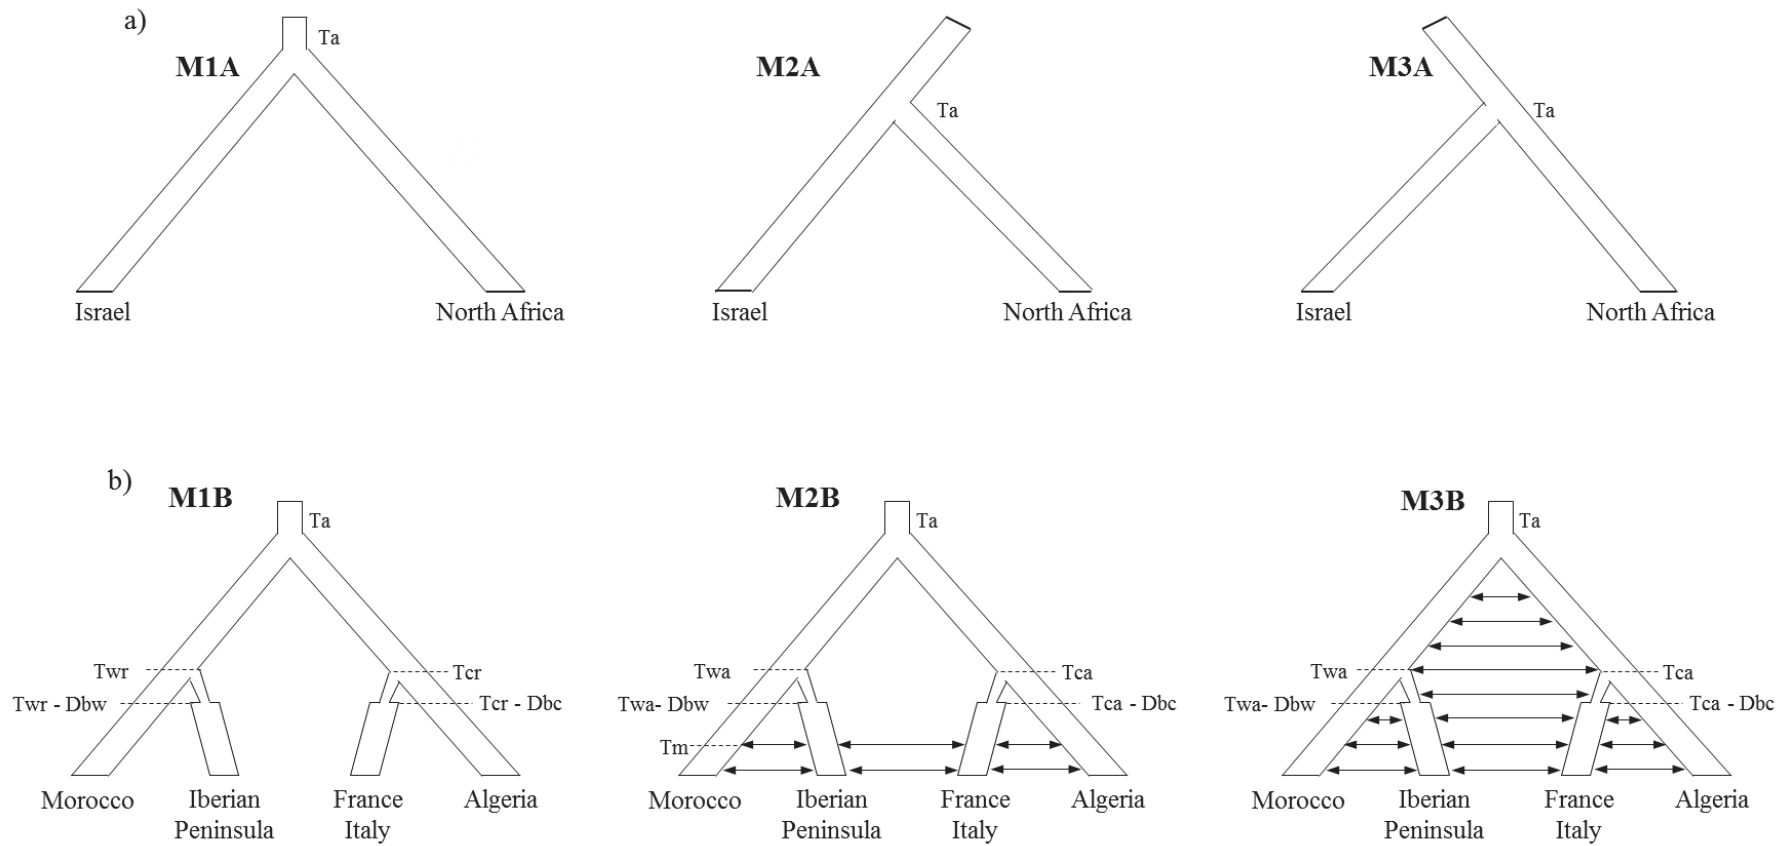 a)
M1A
Ta
Israel
North Africa
M2A
Ta
Israel
North Africa
M3A
Ta
Israel
North Africa
b)
M1B
Ta
Twr
Tcr
Twr - Dbw
Tcr - Dbc
Morocco
Iberian
Peninsula
France
Italy
Algeria
M2B
Ta
Twa
Tca
Twa- Dbw
Tca - Dbc
Tm
Morocco
Iberian
Peninsula
France
Italy
Algeria
M3B
Ta
Twa
Tca
Twa- Dbw
Tca - Dbc
Morocco
Iberian
Peninsula
France
Italy
Algeria